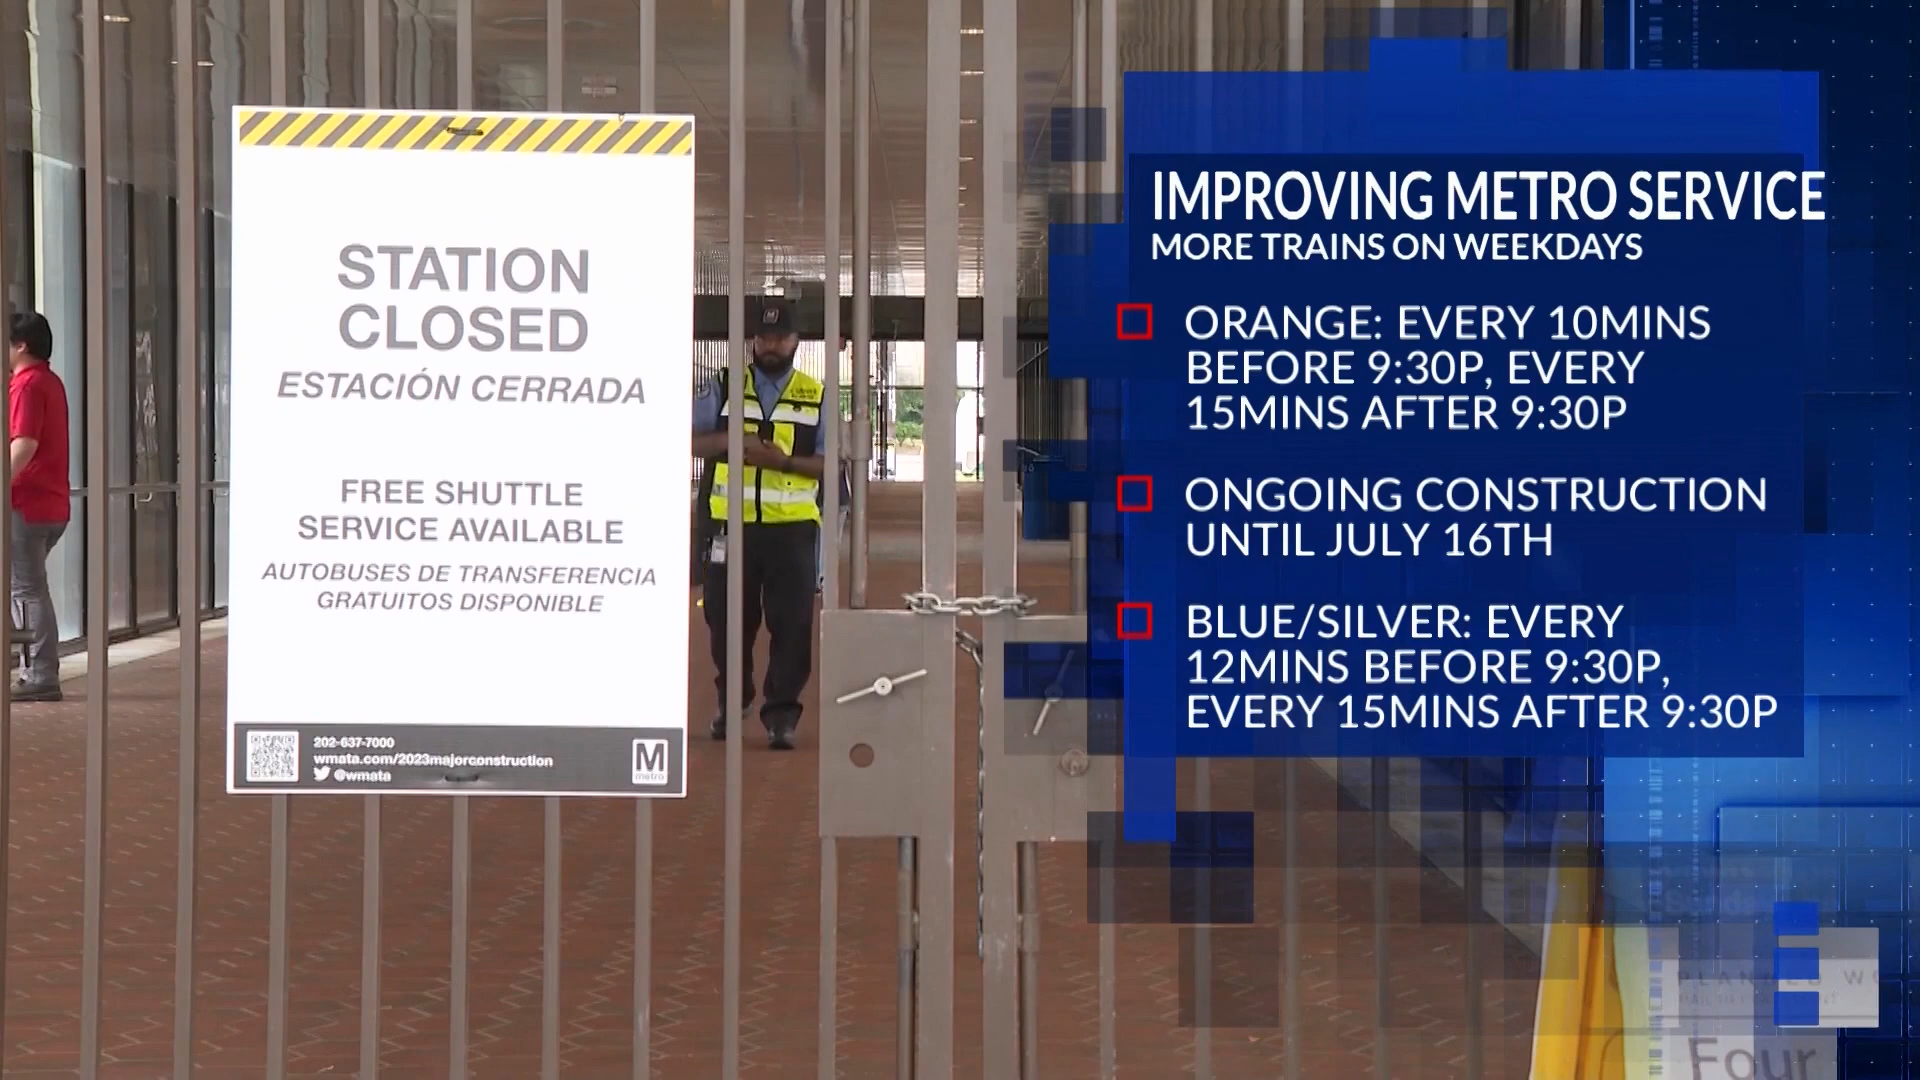 STATION
CLOSED
ESTACIÓN CERRADA
FREE SHUTTLE
SERVICE AVAILABLE
AUTOBUSES DE TRANSFERENCIA
GRATUITOS DISPONIBLE
202-637-7000
wmata.com/2023majorconstruction
@wmata
M
metro
IMPROVING METRO SERVICE
MORE TRAINS ON WEEKDAYS
ORANGE: EVERY 10MINS
BEFORE 9:30P, EVERY
15MINS AFTER 9:30P
ONGOING CONSTRUCTION
UNTIL JULY 16TH
BLUE/SILVER: EVERY
12MINS BEFORE 9:30P,
EVERY 15MINS AFTER 9:30P
Four